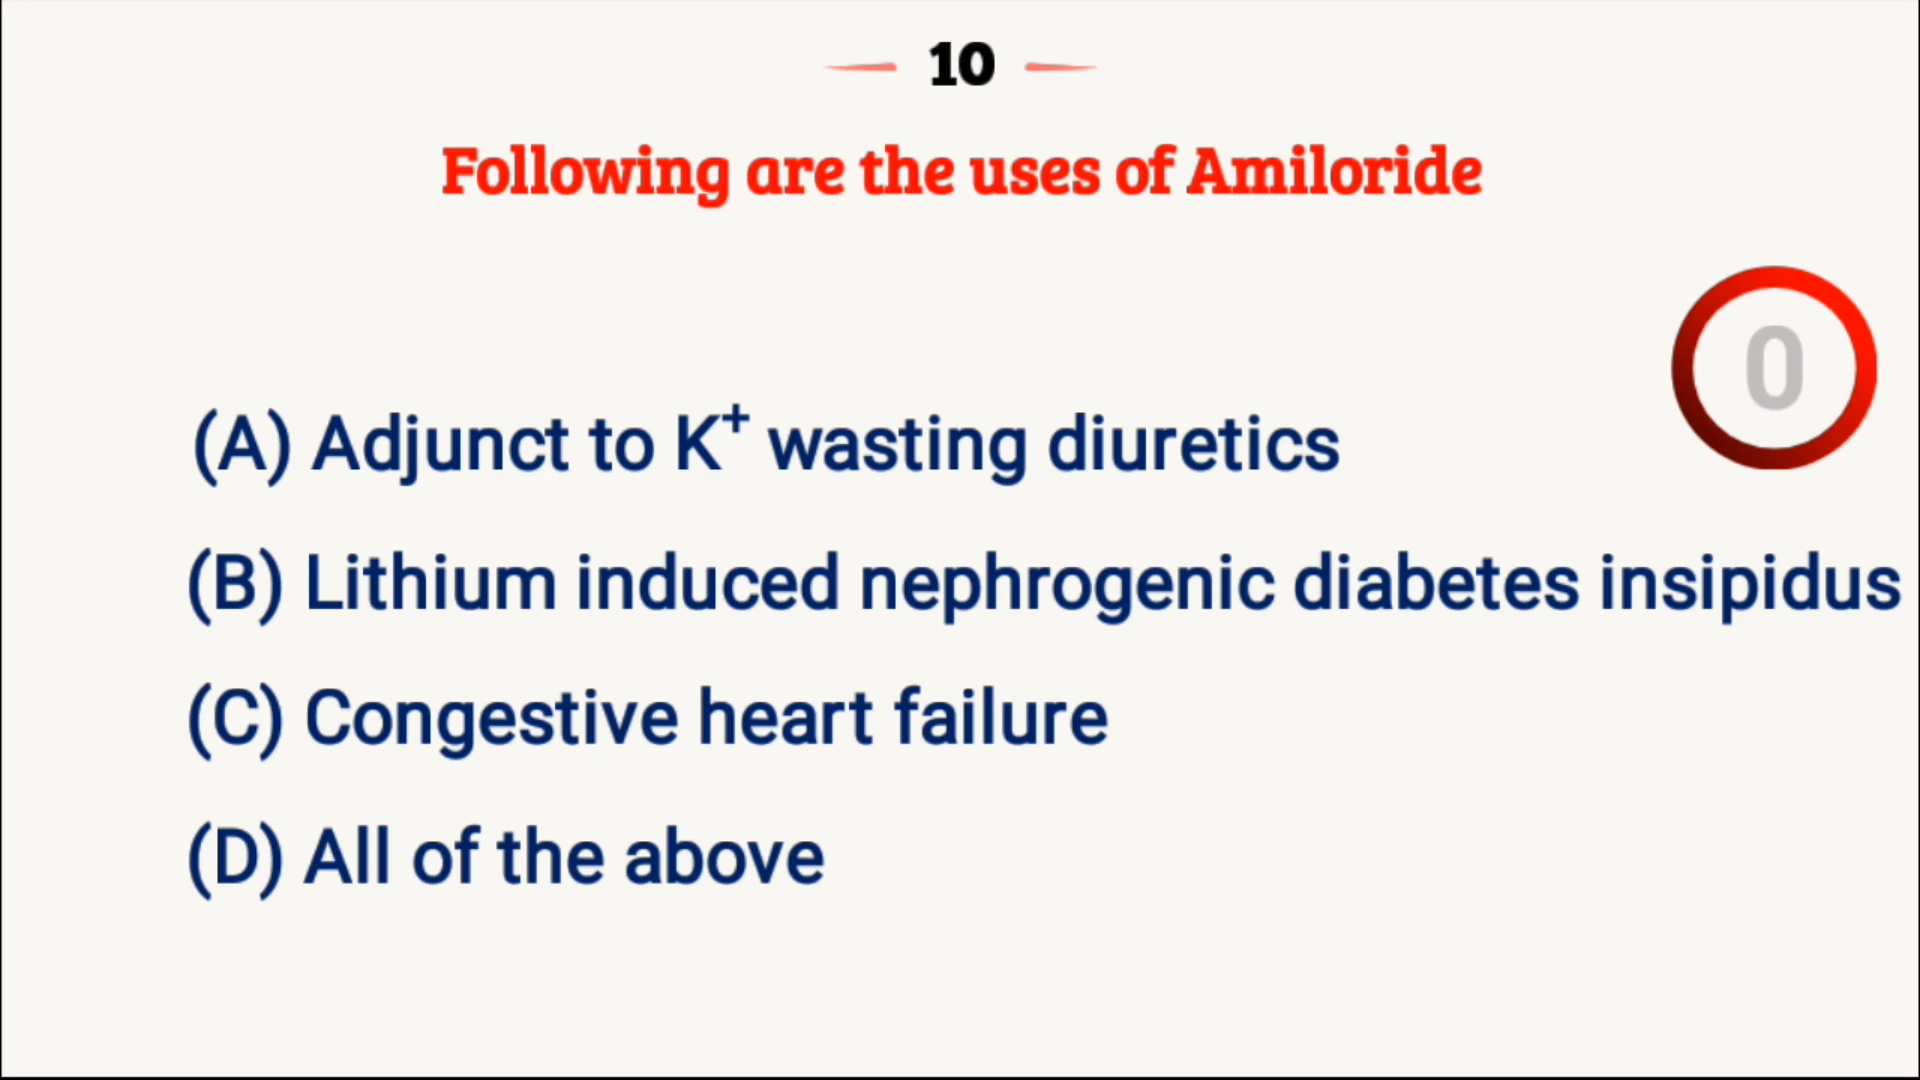 10
Following are the uses of Amiloride
0
(A) Adjunct to K⁺ wasting diuretics
(B) Lithium induced nephrogenic diabetes insipidus
(C) Congestive heart failure
(D) All of the above